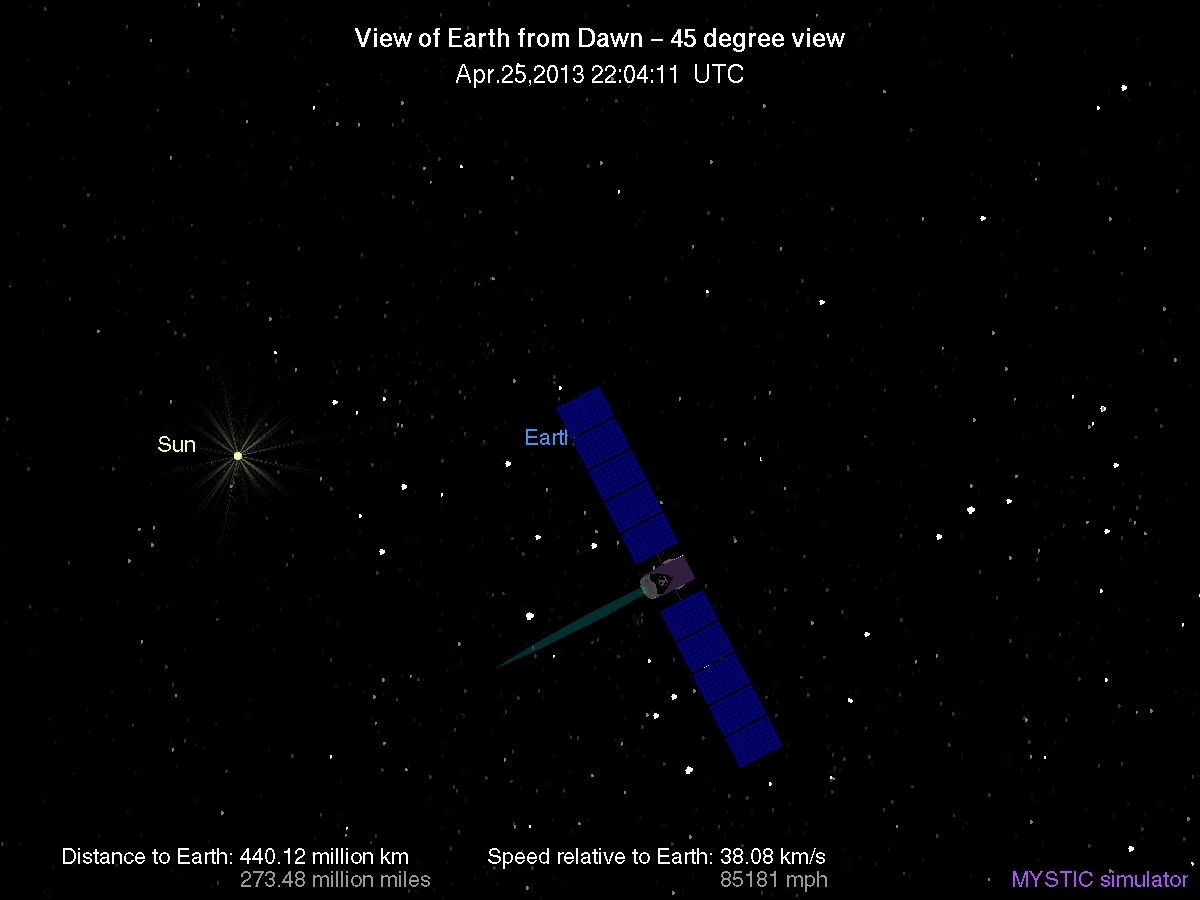 View of Earth from Dawn – 45 degree view
Apr.25,2013 22:04:11 UTC
Sun
Earth
Distance to Earth: 440.12 million km
273.48 million miles
Speed relative to Earth: 38.08 km/s
85181 mph
MYSTIC simulator